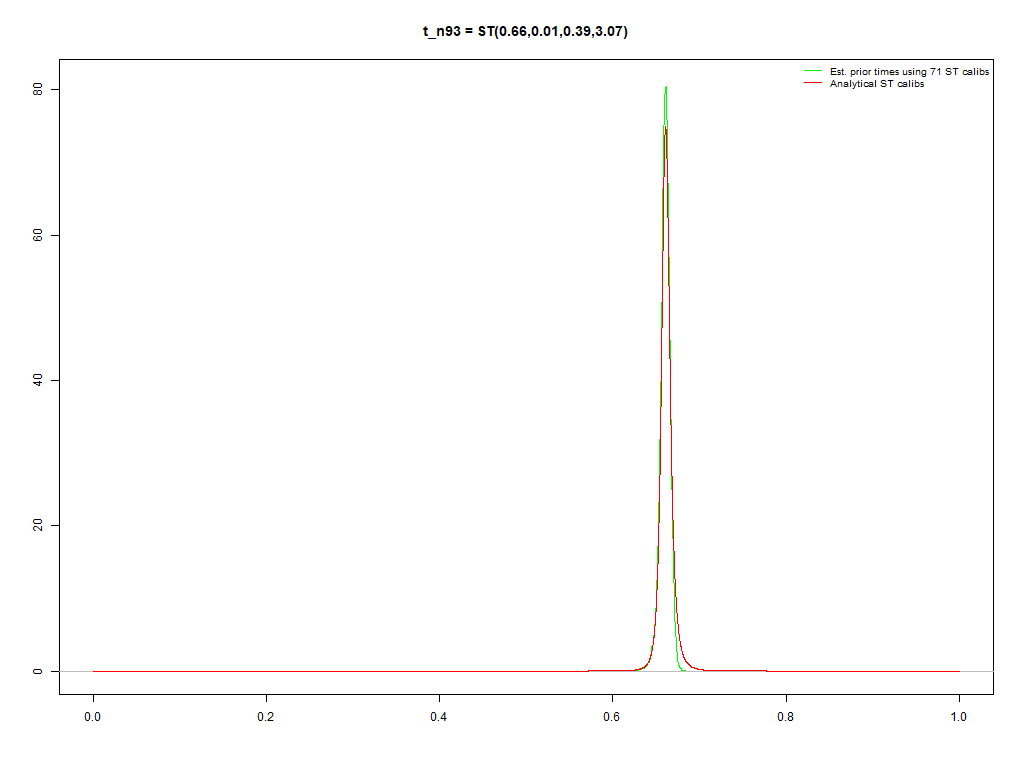 t_n93 = ST(0.66,0.01,0.39,3.07)
Est. prior times using 71 ST calibs
Analytical ST calibs
80
60
40
20
0
0.0 0.2 0.4 0.6 0.8 1.0